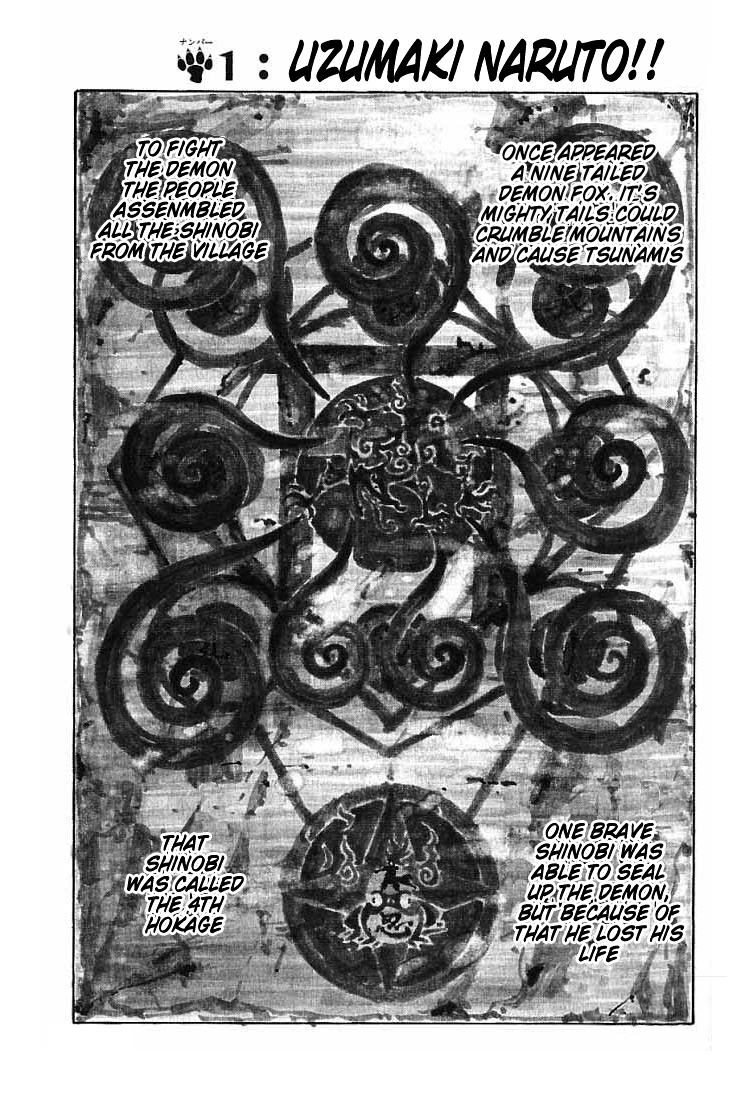 ナンバー
1 : UZUMAKI NARUTO!!
ONCE APPEARED
A NINE TAILED
DEMON FOX. IT'S
MIGHTY TAILS COULD
CRUMBLE MOUNTAINS
AND CAUSE TSUNAMIS
TO FIGHT
THE DEMON
THE PEOPLE
ASSENMBLED
ALL THE SHINOBI
FROM THE VILLAGE
ONE BRAVE
SHINOBI WAS
ABLE TO SEAL
UP THE DEMON,
BUT BECAUSE OF
THAT HE LOST HIS
LIFE
THAT
SHINOBI
WAS CALLED
THE 4TH
HOKAGE
忍